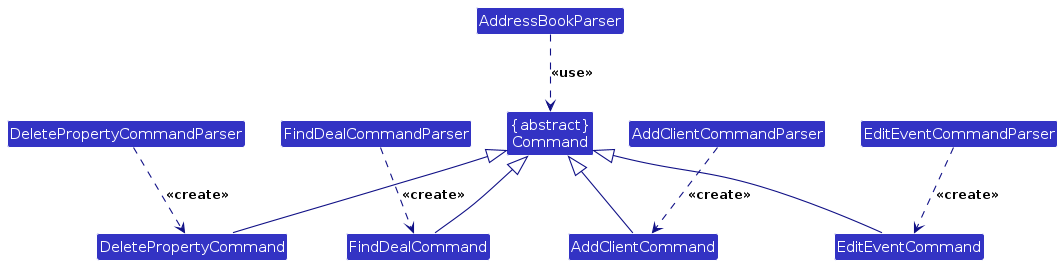 AddressBookParser
«use»
DeletePropertyCommandParser
FindDealCommandParser
{abstract}
Command
AddClientCommandParser
EditEventCommandParser
«create»
«create»
«create»
«create»
DeletePropertyCommand
FindDealCommand
AddClientCommand
EditEventCommand